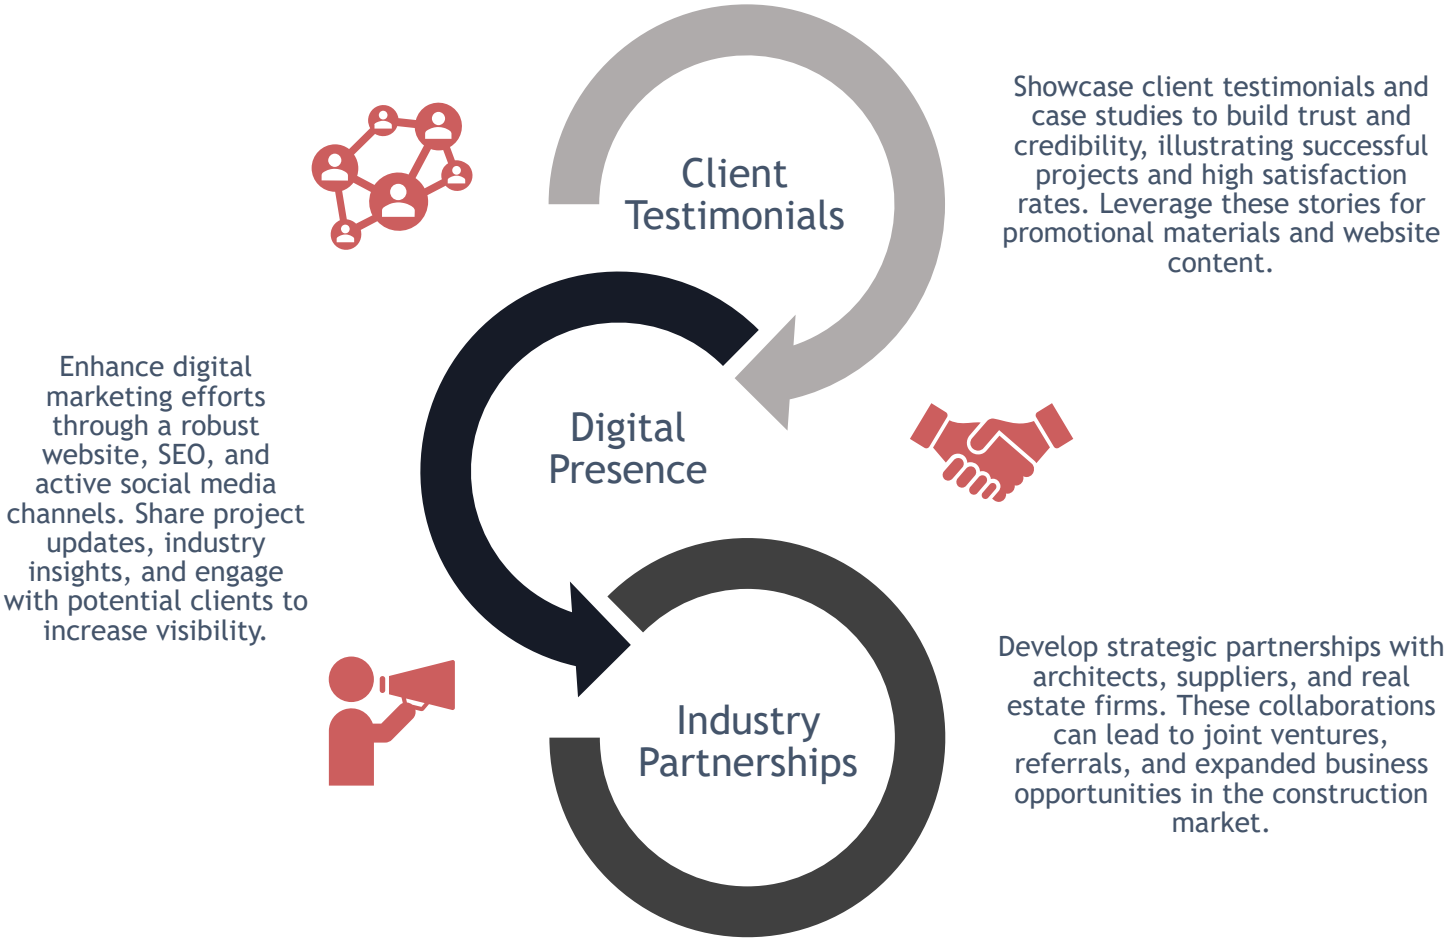 Client
Testimonials
Showcase client testimonials and
case studies to build trust and
credibility, illustrating successful
projects and high satisfaction
rates. Leverage these stories for
promotional materials and website
content.
Digital
Presence
Enhance digital
marketing efforts
through a robust
website, SEO, and
active social media
channels. Share project
updates, industry
insights, and engage
with potential clients to
increase visibility.
Industry
Partnerships
Develop strategic partnerships with
architects, suppliers, and real
estate firms. These collaborations
can lead to joint ventures,
referrals, and expanded business
opportunities in the construction
market.